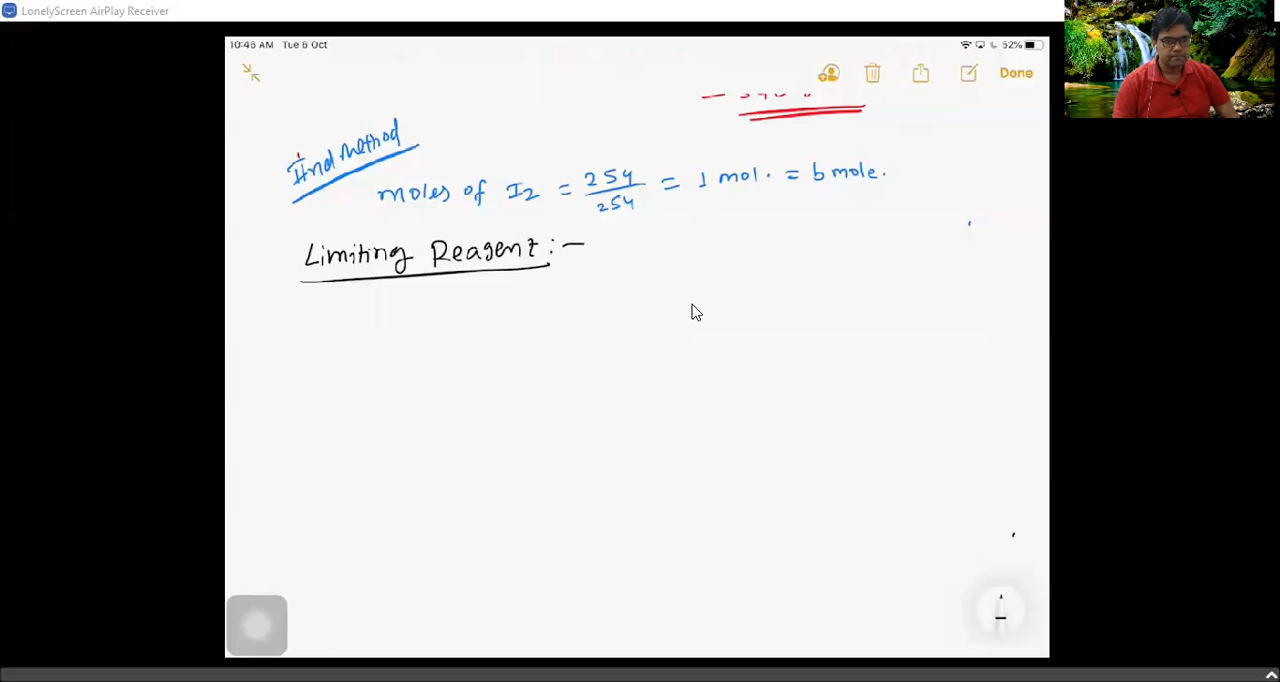 LonelyScreen AirPlay Receiver
10:46 AM Tue 6 Oct
52%
Done
IInd method
moles of I2 = 254/254 = 1 mol. = b mole.
Limiting Reagent :-